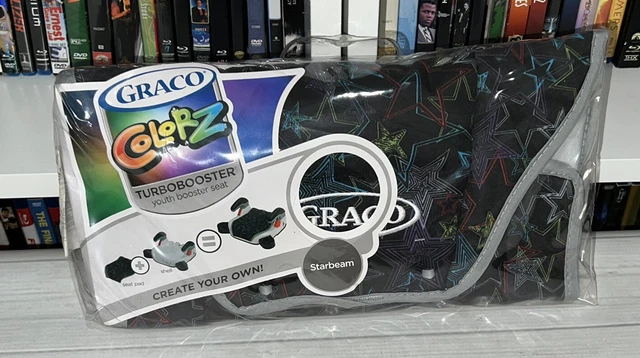 GRACO
COLORZ
TURBOBOOSTER
youth booster seat
seat pad
shell
CREATE YOUR OWN!
Starbeam
GRACO